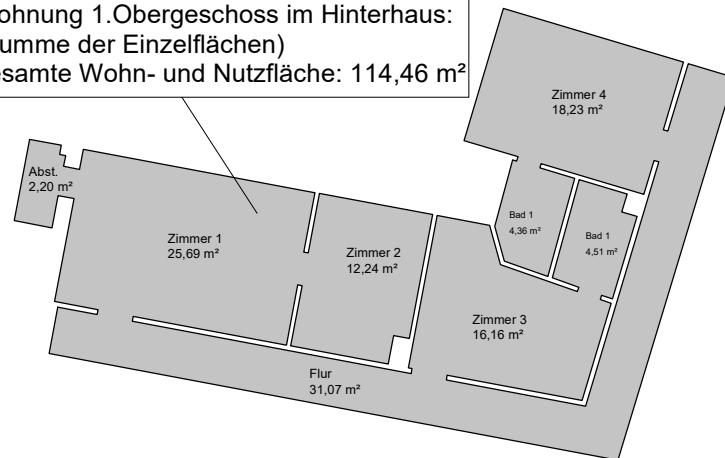 ohnung 1.Obergeschoss im Hinterhaus:
umme der Einzelflächen)
esamte Wohn- und Nutzfläche: 114,46 m²
Zimmer 4
18,23 m²
Abst.
2,20 m²
Zimmer 1
25,69 m²
Zimmer 2
12,24 m²
Bad 1
4,36 m²
Bad 1
4,51 m²
Zimmer 3
16,16 m²
Flur
31,07 m²